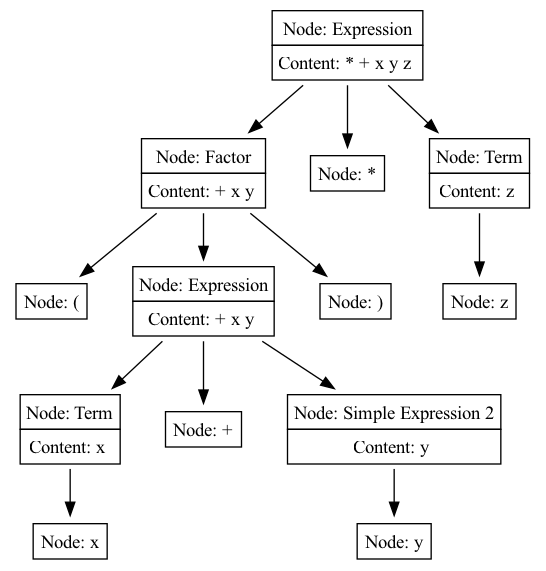 Node: Expression
Content: * + x y z
Node: Factor
Content: + x y
Node: *
Node: Term
Content: z
Node: (
Node: Expression
Content: + x y
Node: )
Node: z
Node: Term
Content: x
Node: +
Node: Simple Expression 2
Content: y
Node: x
Node: y